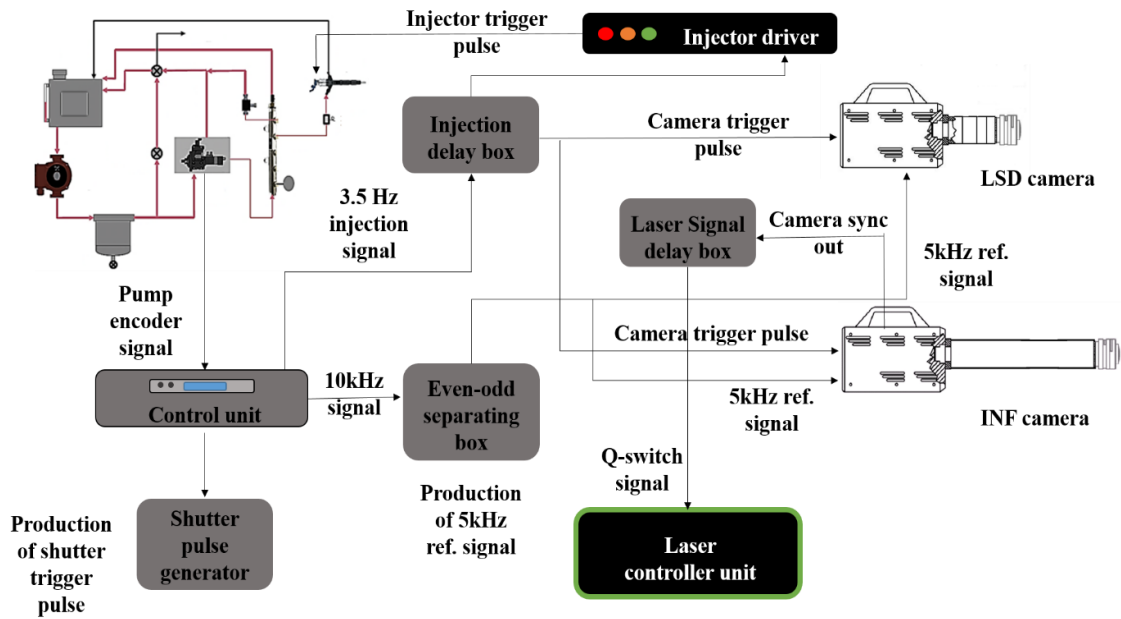 Injector trigger
pulse
Injector driver
Injection
delay box
Camera trigger
pulse
LSD camera
3.5 Hz
injection
signal
Laser Signal
delay box
Camera sync
out
5kHz ref.
signal
Pump
encoder
signal
Camera trigger pulse
Control unit
10kHz
signal
Even-odd
separating
box
5kHz ref.
signal
INF camera
Q-switch
signal
Production
of 5kHz
ref. signal
Production
of shutter
trigger
pulse
Shutter
pulse
generator
Laser
controller unit